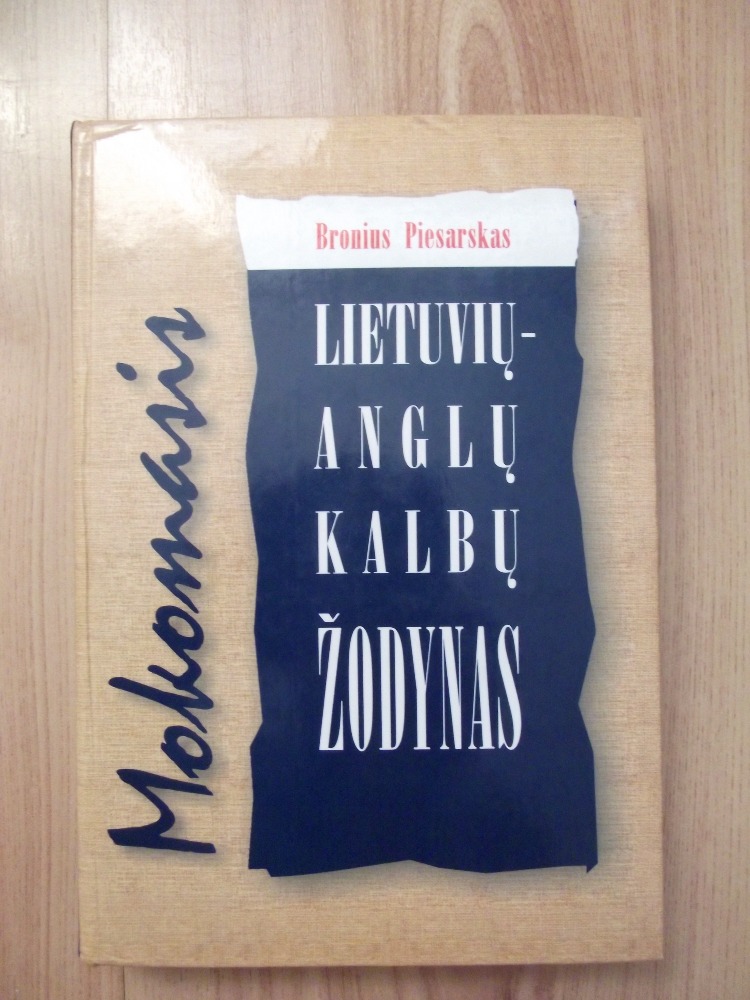 Bronius Piesarskas
Mokomasis
LIETUVIŲ-
ANGLŲ
KALBŲ
ŽODYNAS